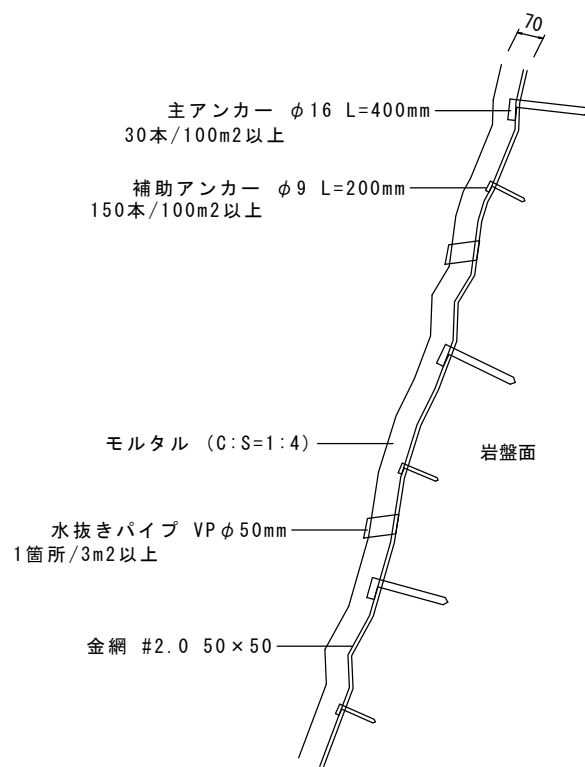 70
主アンカー φ16 L=400mm
30本/100m2以上
補助アンカー φ9 L=200mm
150本/100m2以上
モルタル (C:S=1:4)
岩盤面
水抜きパイプ VPφ50mm
1箇所/3m2以上
金網 #2.0 50×50